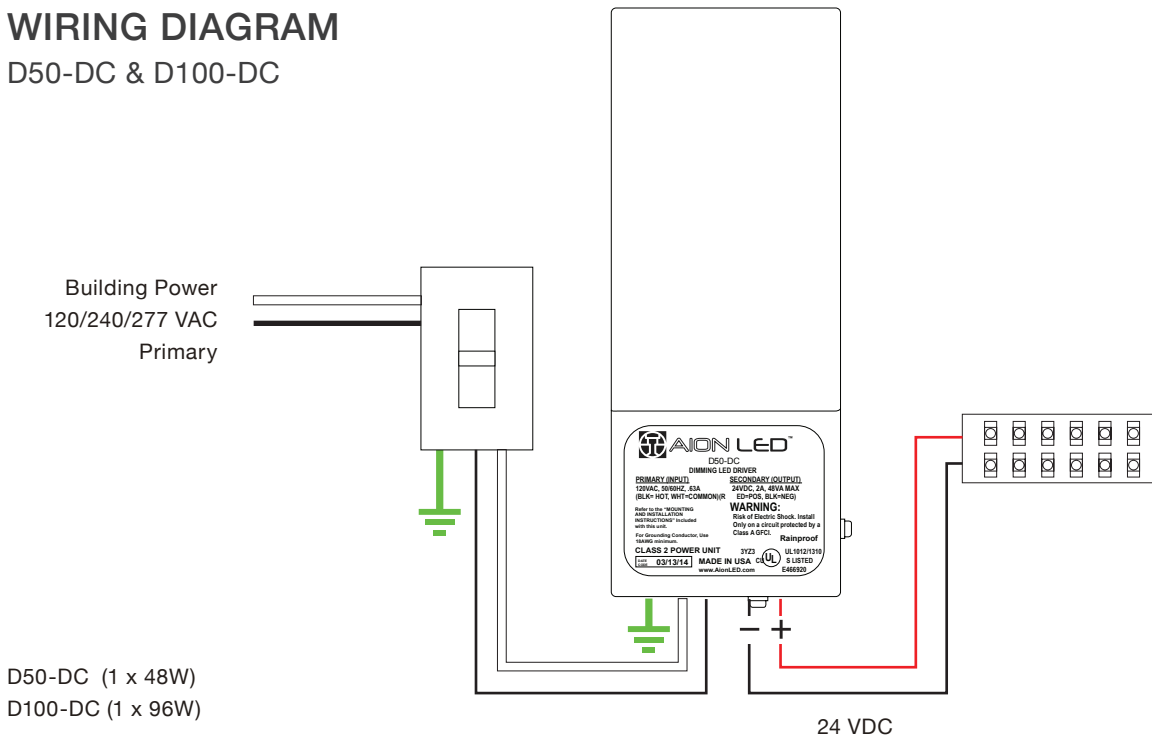 WIRING DIAGRAM
D50-DC & D100-DC
Building Power
120/240/277 VAC
Primary
AION LED™
D50-DC
DIMMING LED DRIVER
PRIMARY (INPUT)
120VAC, 50/60HZ, .63A
(BLK= HOT, WHT=COMMON)(R
SECONDARY (OUTPUT)
24VDC, 2A, 48VA MAX
ED=POS, BLK=NEG)
Refer to the "MOUNTING
AND INSTALLATION
INSTRUCTIONS" Included
with this unit.
For Grounding Conductor, Use
18AWG minimum.
WARNING:
Risk of Electric Shock. Install
Only on a circuit protected by a
Class A GFCI.
Rainproof
CLASS 2 POWER UNIT
3YZ3
UL1012/1310
DATE
CODE
03/13/14
MADE IN USA
CU
UL
S LISTED
www.AionLED.com
E466920
− +
D50-DC (1 x 48W)
D100-DC (1 x 96W)
24 VDC